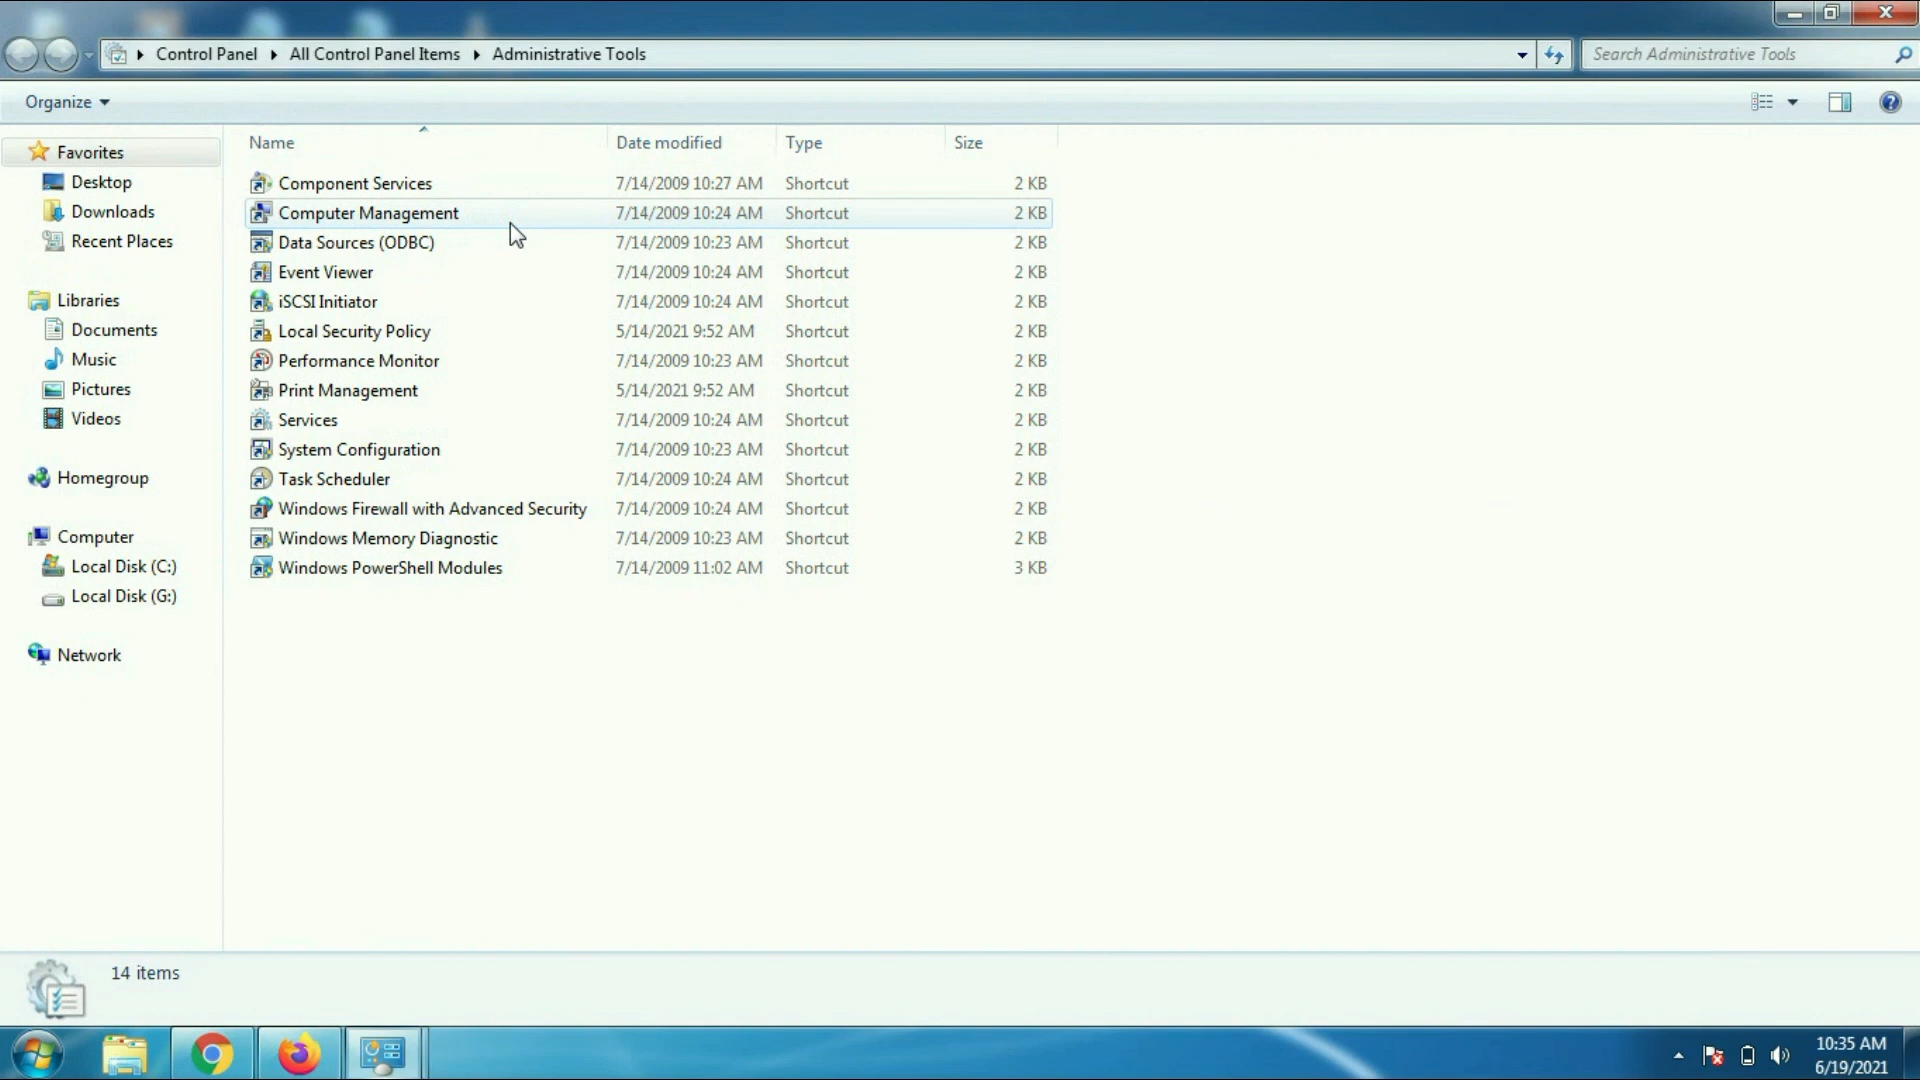 Control Panel ▸ All Control Panel Items ▸ Administrative Tools
Search Administrative Tools
Organize
Name Date modified Type Size
Favorites
Desktop
Downloads
Recent Places
Libraries
Documents
Music
Pictures
Videos
Homegroup
Computer
Local Disk (C:)
Local Disk (G:)
Network
Component Services 7/14/2009 10:27 AM Shortcut 2 KB
Computer Management 7/14/2009 10:24 AM Shortcut 2 KB
Data Sources (ODBC) 7/14/2009 10:23 AM Shortcut 2 KB
Event Viewer 7/14/2009 10:24 AM Shortcut 2 KB
iSCSI Initiator 7/14/2009 10:24 AM Shortcut 2 KB
Local Security Policy 5/14/2021 9:52 AM Shortcut 2 KB
Performance Monitor 7/14/2009 10:23 AM Shortcut 2 KB
Print Management 5/14/2021 9:52 AM Shortcut 2 KB
Services 7/14/2009 10:24 AM Shortcut 2 KB
System Configuration 7/14/2009 10:23 AM Shortcut 2 KB
Task Scheduler 7/14/2009 10:24 AM Shortcut 2 KB
Windows Firewall with Advanced Security 7/14/2009 10:24 AM Shortcut 2 KB
Windows Memory Diagnostic 7/14/2009 10:23 AM Shortcut 2 KB
Windows PowerShell Modules 7/14/2009 11:02 AM Shortcut 3 KB
14 items
10:35 AM
6/19/2021